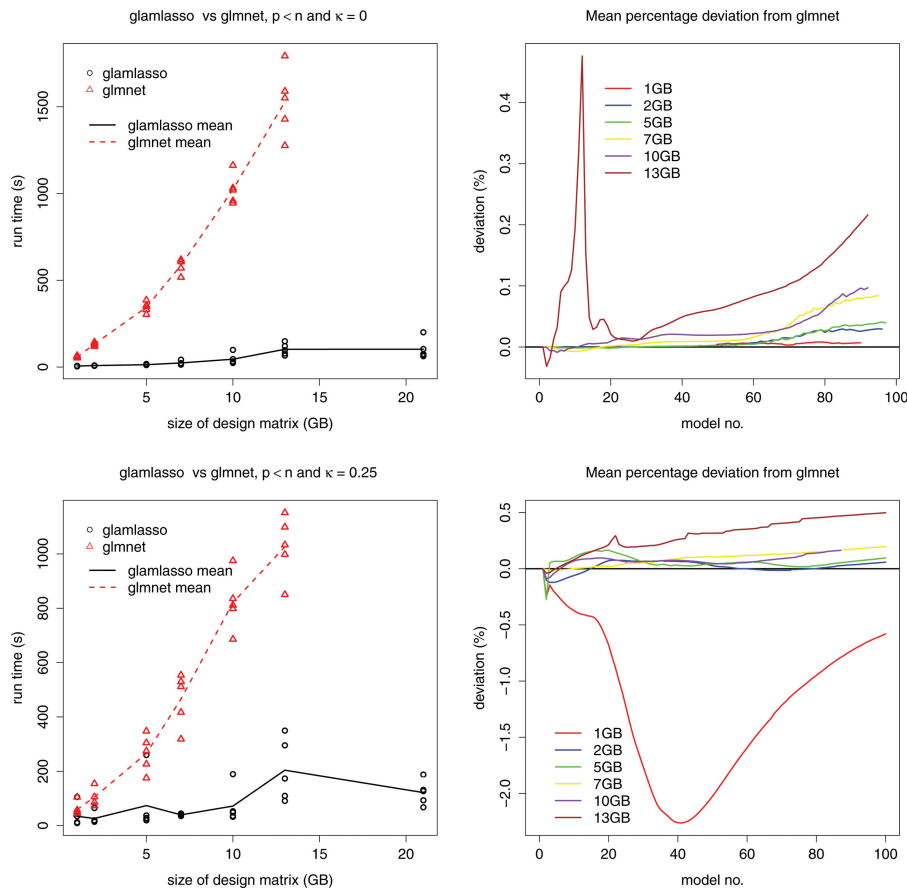 glamlasso vs glmnet, p < n and κ = 0
run time (s)
0
500
1000
1500
glamlasso
glmnet
glamlasso mean
glmnet mean
5
10
15
20
size of design matrix (GB)
Mean percentage deviation from glmnet
deviation (%)
0.0
0.1
0.2
0.3
0.4
1GB
2GB
5GB
7GB
10GB
13GB
0
20
40
60
80
100
model no.
glamlasso vs glmnet, p < n and κ = 0.25
run time (s)
0
200
400
600
800
1000
glamlasso
glmnet
glamlasso mean
glmnet mean
5
10
15
20
size of design matrix (GB)
Mean percentage deviation from glmnet
deviation (%)
-2.0
-1.5
-1.0
-0.5
0.0
0.5
1GB
2GB
5GB
7GB
10GB
13GB
0
20
40
60
80
100
model no.